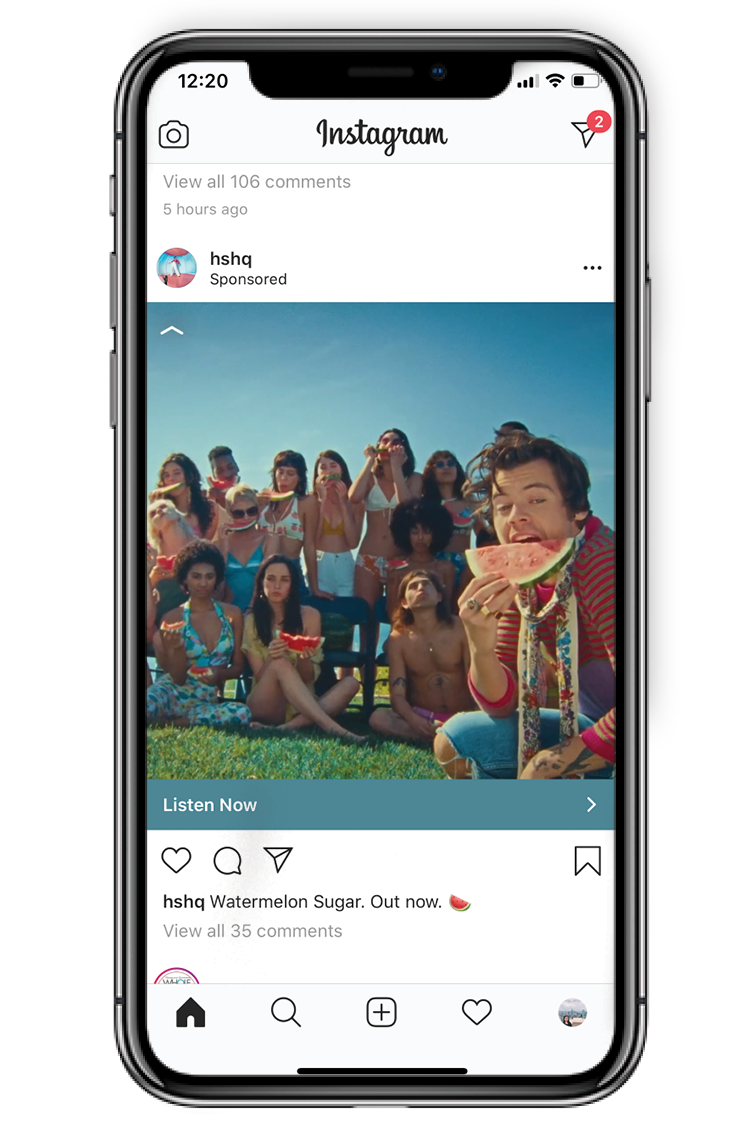 12:20
Instagram
2
View all 106 comments
5 hours ago
hshq
Sponsored
Listen Now
hshq Watermelon Sugar. Out now. 🍉
View all 35 comments
WHOLE